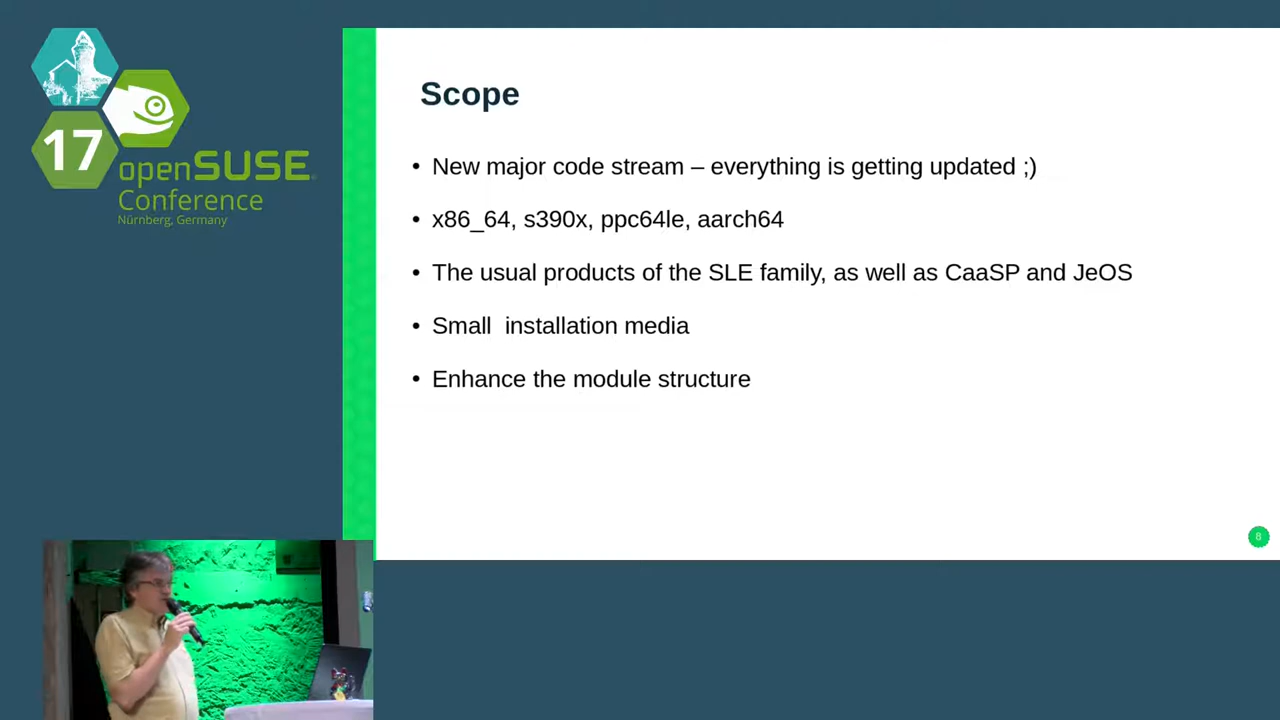 17
openSUSE
Conference
Nürnberg, Germany
Scope
• New major code stream – everything is getting updated ;)
• x86_64, s390x, ppc64le, aarch64
• The usual products of the SLE family, as well as CaaSP and JeOS
• Small  installation media
• Enhance the module structure
8